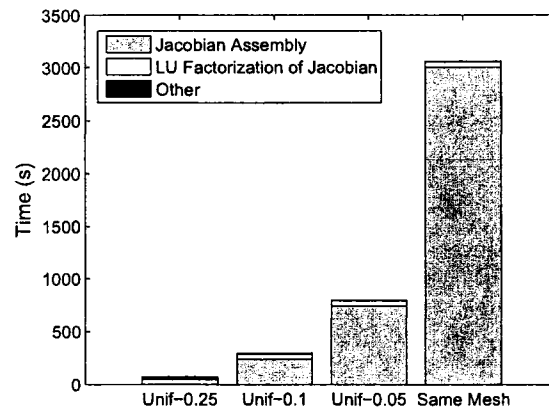 3500
3000
2500
2000
1500
1000
500
0
Time (s)
Jacobian Assembly
LU Factorization of Jacobian
Other
Unif-0.25 Unif-0.1 Unif-0.05 Same Mesh